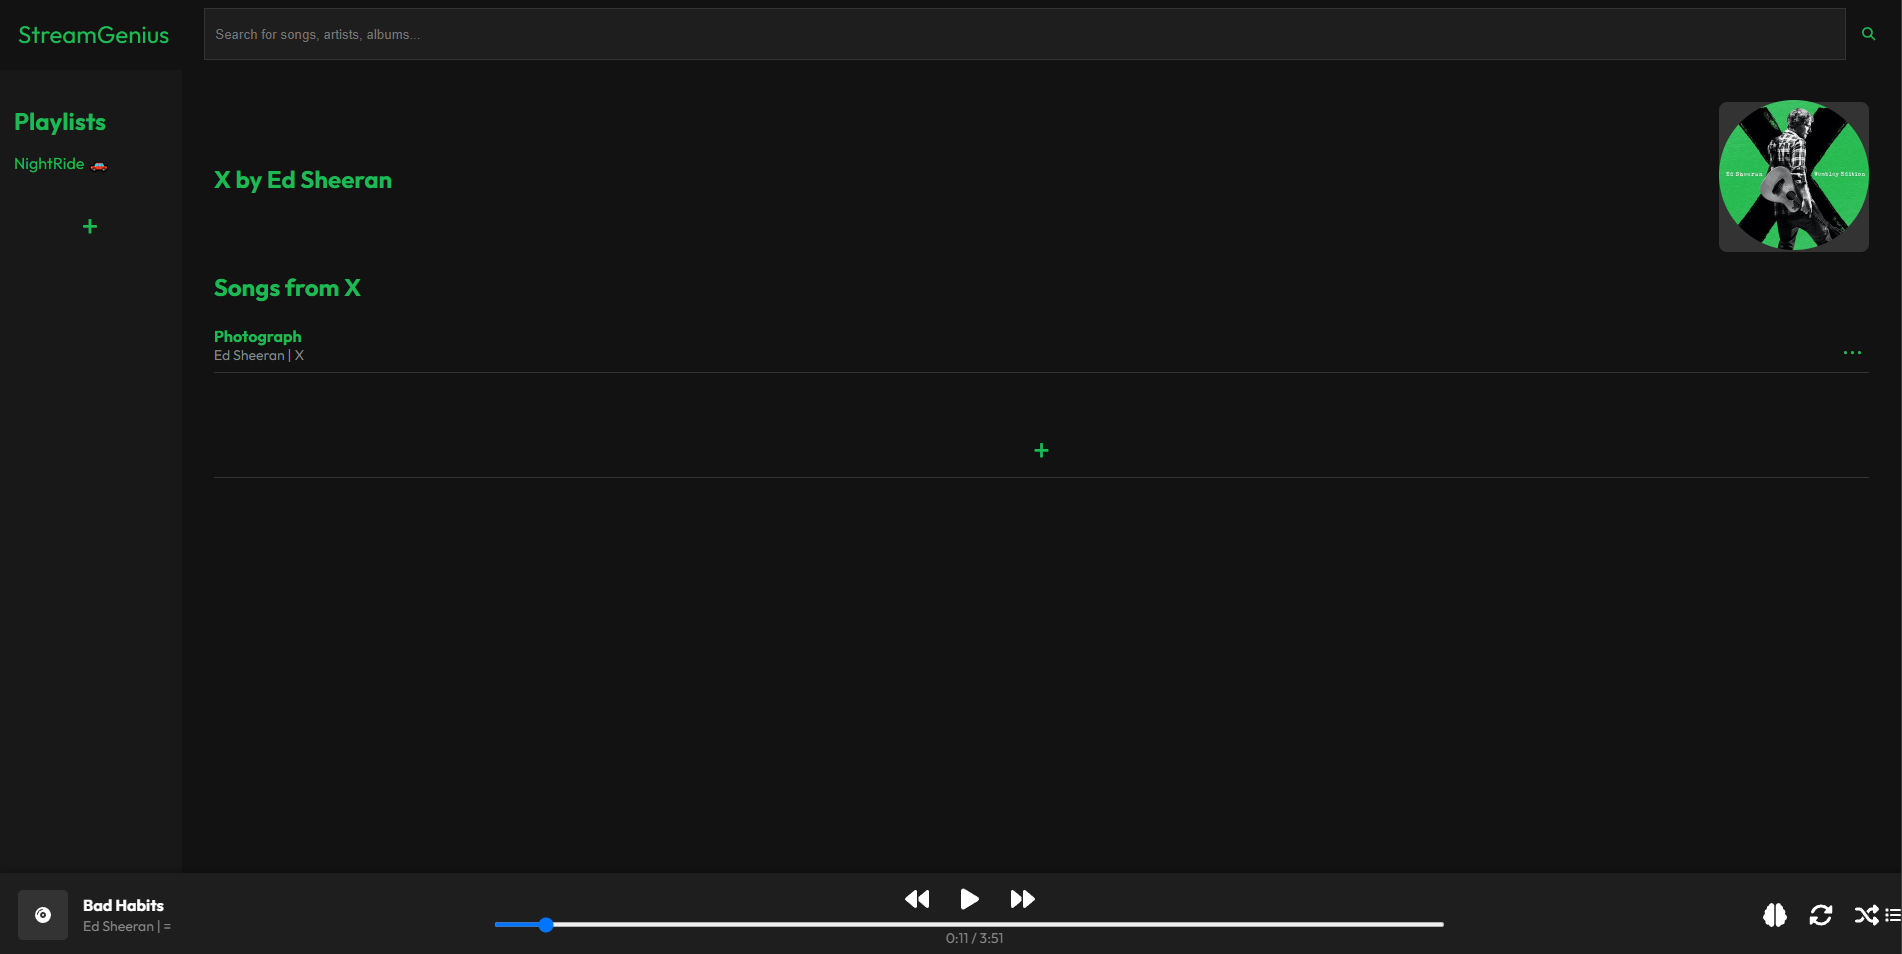 StreamGenius
Search for songs, artists, albums...
Playlists
NightRide 🚗
+
X by Ed Sheeran
Ed Sheeran
Wembley Edition
Songs from X
Photograph
Ed Sheeran | X
...
+
Bad Habits
Ed Sheeran | =
0:11 / 3:51